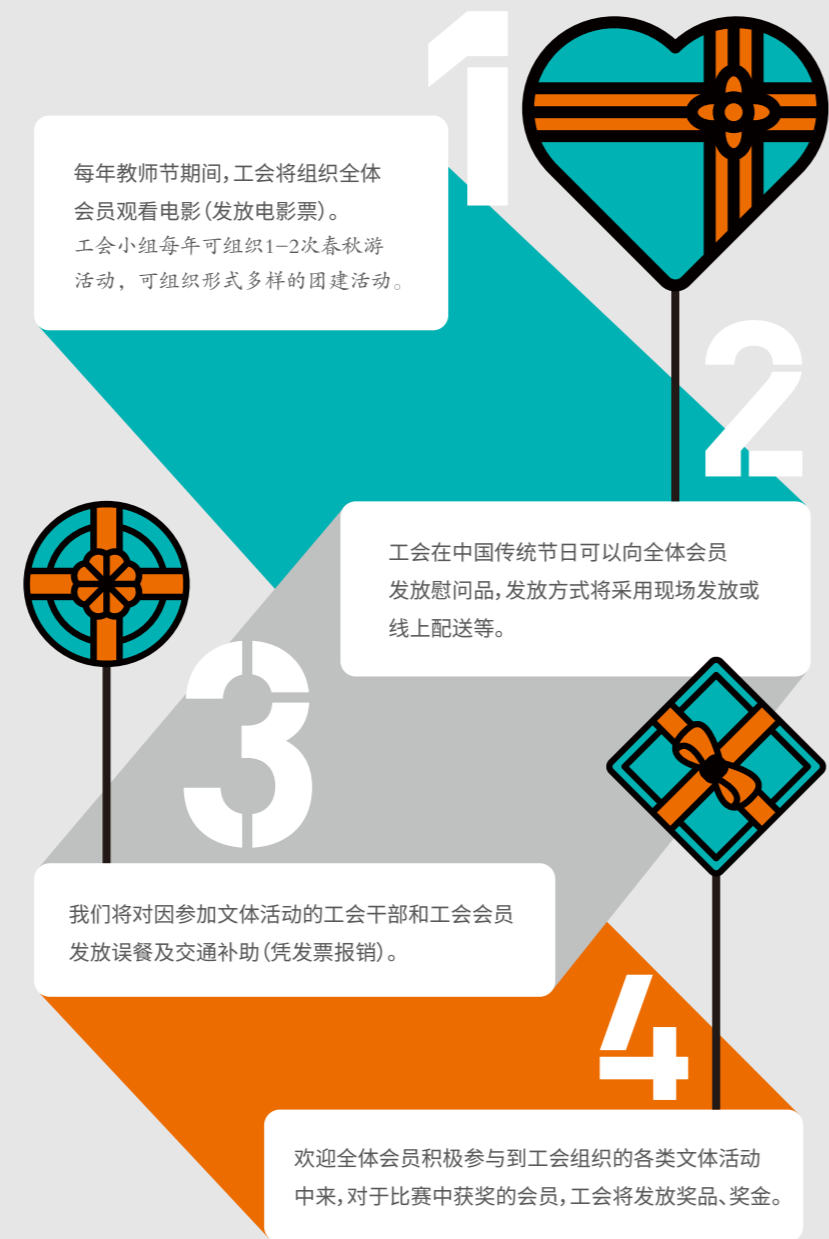 1
每年教师节期间，工会将组织全体
会员观看电影（发放电影票）。
工会小组每年可组织1-2次春秋游
活动，可组织形式多样的团建活动。
2
工会在中国传统节日可以向全体会员
发放慰问品，发放方式将采用现场发放或
线上配送等。
3
我们将对因参加文体活动的工会干部和工会会员
发放误餐及交通补助（凭发票报销）。
4
欢迎全体会员积极参与到工会组织的各类文体活动
中来，对于比赛中获奖的会员，工会将发放奖品、奖金。